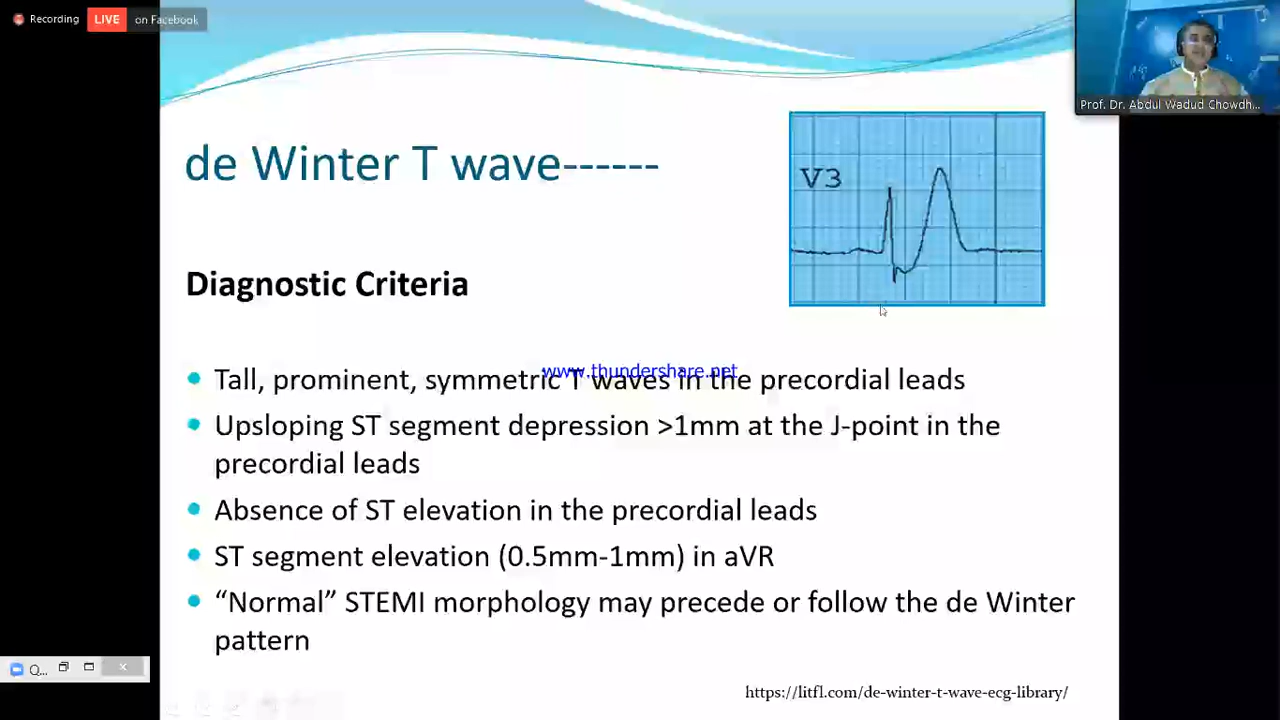 Recording
LIVE on Facebook
Prof. Dr. Abdul Wadud Chowdh...
de Winter T wave------
V3
Diagnostic Criteria
www.thundershare.net
Tall, prominent, symmetric T waves in the precordial leads
Upsloping ST segment depression >1mm at the J-point in the
precordial leads
Absence of ST elevation in the precordial leads
ST segment elevation (0.5mm-1mm) in aVR
“Normal” STEMI morphology may precede or follow the de Winter
pattern
Q...
https://litfl.com/de-winter-t-wave-ecg-library/